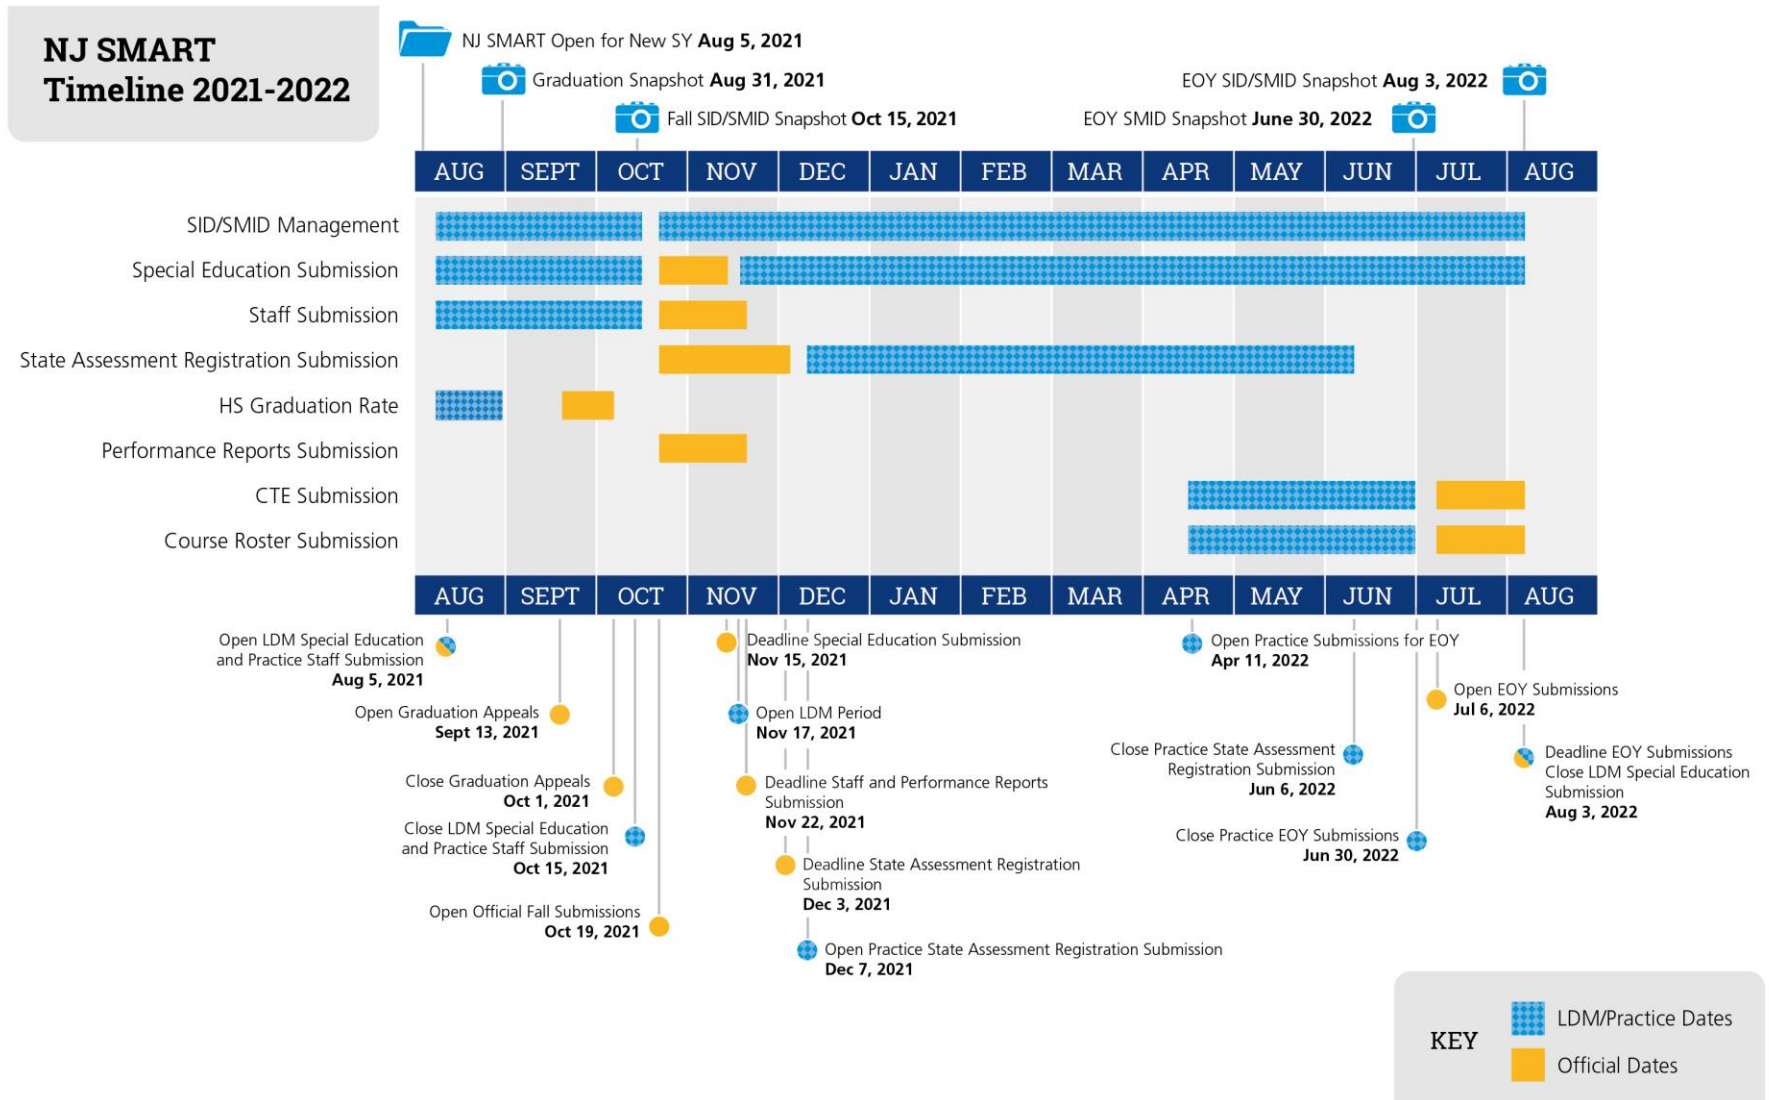 NJ SMART
Timeline 2021-2022
NJ SMART Open for New SY Aug 5, 2021
Graduation Snapshot Aug 31, 2021
Fall SID/SMID Snapshot Oct 15, 2021
EOY SID/SMID Snapshot Aug 3, 2022
EOY SMID Snapshot June 30, 2022
AUG SEPT OCT NOV DEC JAN FEB MAR APR MAY JUN JUL AUG
SID/SMID Management
Special Education Submission
Staff Submission
State Assessment Registration Submission
HS Graduation Rate
Performance Reports Submission
CTE Submission
Course Roster Submission
AUG SEPT OCT NOV DEC JAN FEB MAR APR MAY JUN JUL AUG
Open LDM Special Education
and Practice Staff Submission
Aug 5, 2021
Open Graduation Appeals
Sept 13, 2021
Close Graduation Appeals
Oct 1, 2021
Close LDM Special Education
and Practice Staff Submission
Oct 15, 2021
Open Official Fall Submissions
Oct 19, 2021
Deadline Special Education Submission
Nov 15, 2021
Open LDM Period
Nov 17, 2021
Deadline Staff and Performance Reports
Submission
Nov 22, 2021
Deadline State Assessment Registration
Submission
Dec 3, 2021
Open Practice State Assessment Registration Submission
Dec 7, 2021
Open Practice Submissions for EOY
Apr 11, 2022
Close Practice State Assessment
Registration Submission
Jun 6, 2022
Close Practice EOY Submissions
Jun 30, 2022
Open EOY Submissions
Jul 6, 2022
Deadline EOY Submissions
Close LDM Special Education
Submission
Aug 3, 2022
KEY
LDM/Practice Dates
Official Dates